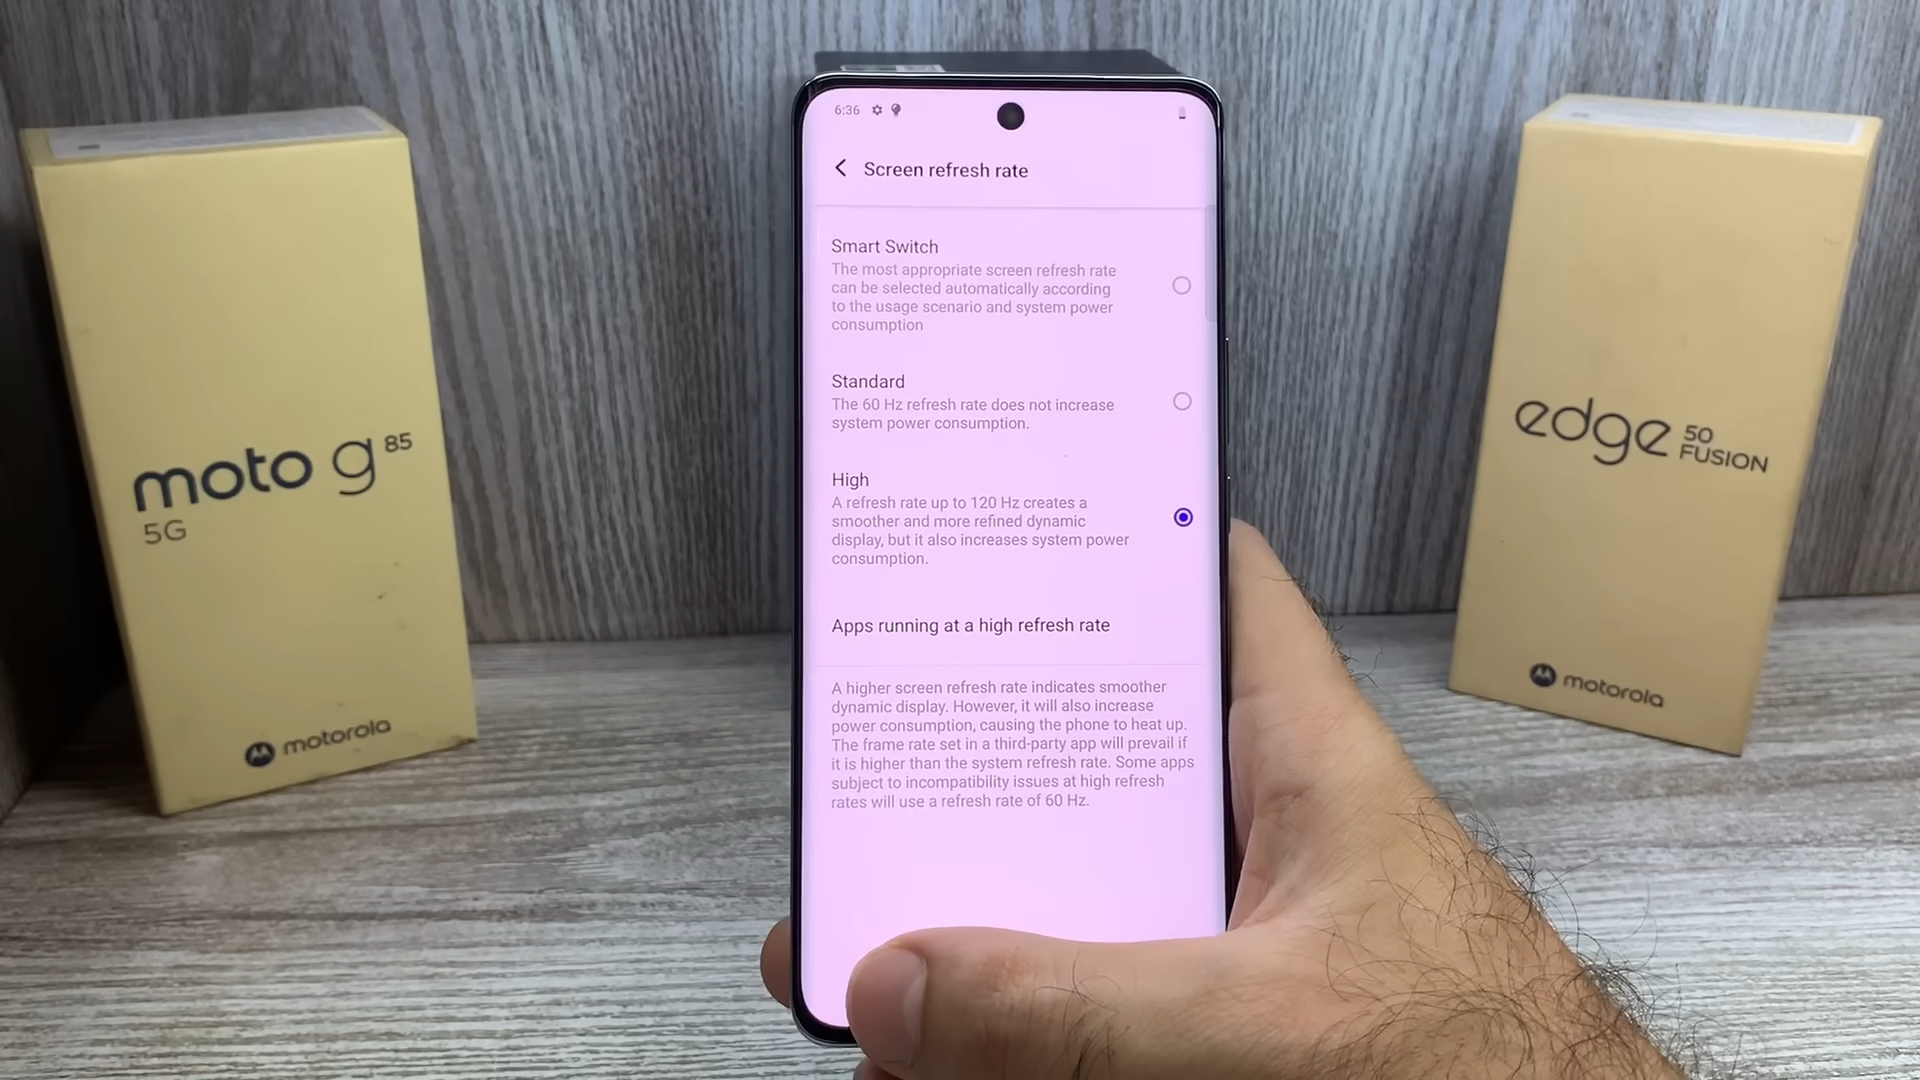 moto g 85
5G
motorola
6:36
Screen refresh rate
Smart Switch
The most appropriate screen refresh rate
can be selected automatically according
to the usage scenario and system power
consumption
Standard
The 60 Hz refresh rate does not increase
system power consumption.
High
A refresh rate up to 120 Hz creates a
smoother and more refined dynamic
display, but it also increases system power
consumption.
Apps running at a high refresh rate
A higher screen refresh rate indicates smoother
dynamic display. However, it will also increase
power consumption, causing the phone to heat up.
The frame rate set in a third-party app will prevail if
it is higher than the system refresh rate. Some apps
subject to incompatibility issues at high refresh
rates will use a refresh rate of 60 Hz.
edge 50
FUSION
motorola